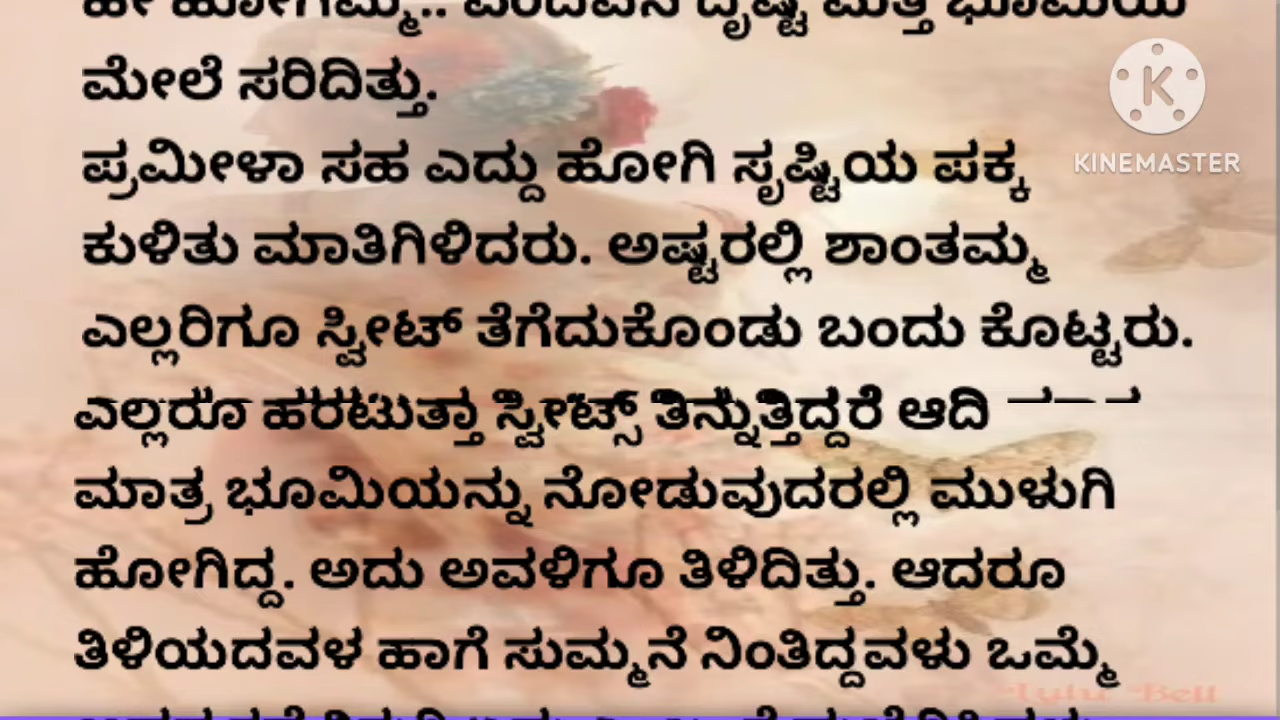 ಮೇಲೆ ಸರಿದಿತ್ತು.
KINEMASTER
ಪ್ರಮೀಳಾ ಸಹ ಎದ್ದು ಹೋಗಿ ಸೃಷ್ಟಿಯ ಪಕ್ಕ
ಕುಳಿತು ಮಾತಿಗಿಳಿದರು. ಅಷ್ಟರಲ್ಲಿ ಶಾಂತಮ್ಮ
ಎಲ್ಲರಿಗೂ ಸ್ವೀಟ್ ತೆಗೆದುಕೊಂಡು ಬಂದು ಕೊಟ್ಟರು.
ಎಲ್ಲರೂ ಹರಟುತ್ತಾ ಸ್ವೀಟ್ಸ್ ತಿನ್ನುತ್ತಿದ್ದರೆ ಆದಿ
ಮಾತ್ರ ಭೂಮಿಯನ್ನು ನೋಡುವುದರಲ್ಲಿ ಮುಳುಗಿ
ಹೋಗಿದ್ದ. ಅದು ಅವಳಿಗೂ ತಿಳಿದಿತ್ತು. ಆದರೂ
ತಿಳಿಯದವಳ ಹಾಗೆ ಸುಮ್ಮನೆ ನಿಂತಿದ್ದವಳು ಒಮ್ಮೆ